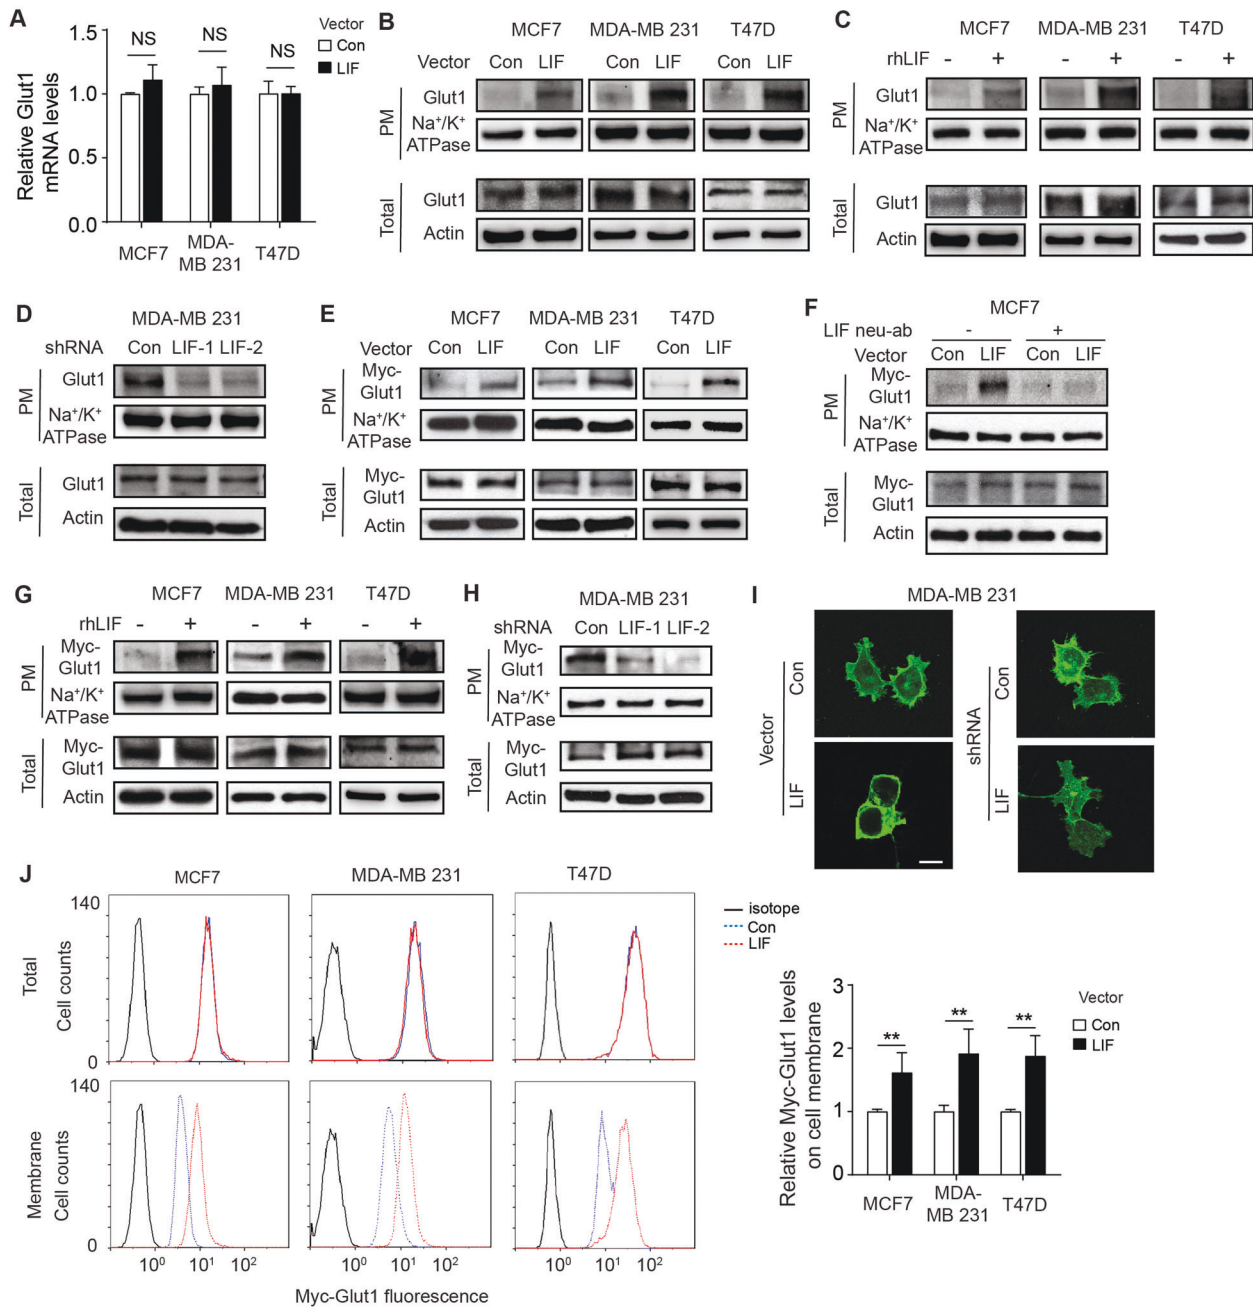 A
Relative Glut1
mRNA levels
1.5
1.0
0.5
0.0
NS NS NS
Vector
Con
LIF
MCF7 MDA-MB 231 T47D
B
MCF7 MDA-MB 231 T47D
Vector Con LIF Con LIF Con LIF
PM
Glut1
Na⁺/K⁺
ATPase
Total
Glut1
Actin
C
MCF7 MDA-MB 231 T47D
rhLIF - + - + - +
PM
Glut1
Na⁺/K⁺
ATPase
Total
Glut1
Actin
D
MDA-MB 231
shRNA Con LIF-1 LIF-2
PM
Glut1
Na⁺/K⁺
ATPase
Total
Glut1
Actin
E
MCF7 MDA-MB 231 T47D
Vector Con LIF Con LIF Con LIF
PM
Myc-
Glut1
Na⁺/K⁺
ATPase
Total
Myc-
Glut1
Actin
F
MCF7
LIF neu-ab - +
Vector Con LIF Con LIF
PM
Myc-
Glut1
Na⁺/K⁺
ATPase
Total
Myc-
Glut1
Actin
G
MCF7 MDA-MB 231 T47D
rhLIF - + - + - +
PM
Myc-
Glut1
Na⁺/K⁺
ATPase
Total
Myc-
Glut1
Actin
H
MDA-MB 231
shRNA Con LIF-1 LIF-2
PM
Myc-
Glut1
Na⁺/K⁺
ATPase
Total
Myc-
Glut1
Actin
I
MDA-MB 231
Vector
Con
LIF
shRNA
Con
LIF
J
MCF7 MDA-MB 231 T47D
Total
Cell counts
140
0
Membrane
Cell counts
140
0
10⁰ 10¹ 10² 10⁰ 10¹ 10² 10⁰ 10¹ 10²
Myc-Glut1 fluorescence
isotope
Con
LIF
Relative Myc-Glut1 levels
on cell membrane
3
2
1
0
** ** **
Vector
Con
LIF
MCF7 MDA-
MB 231 T47D